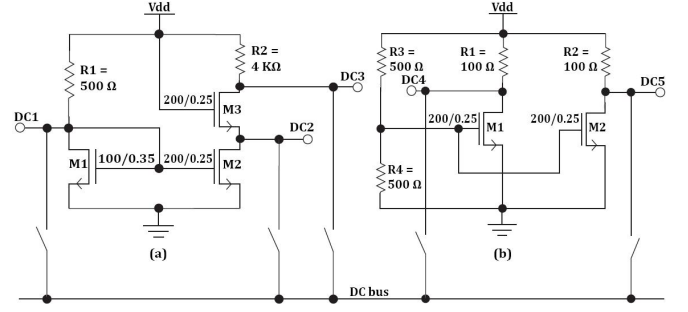 Vdd
R1 =
500 Ω
R2 =
4 KΩ
DC3
200/0.25
M3
DC1
DC2
M1
100/0.35
200/0.25
M2
(a)
Vdd
R3 =
500 Ω
R1 =
100 Ω
R2 =
100 Ω
DC4
DC5
200/0.25
M1
200/0.25
M2
R4 =
500 Ω
(b)
DC bus